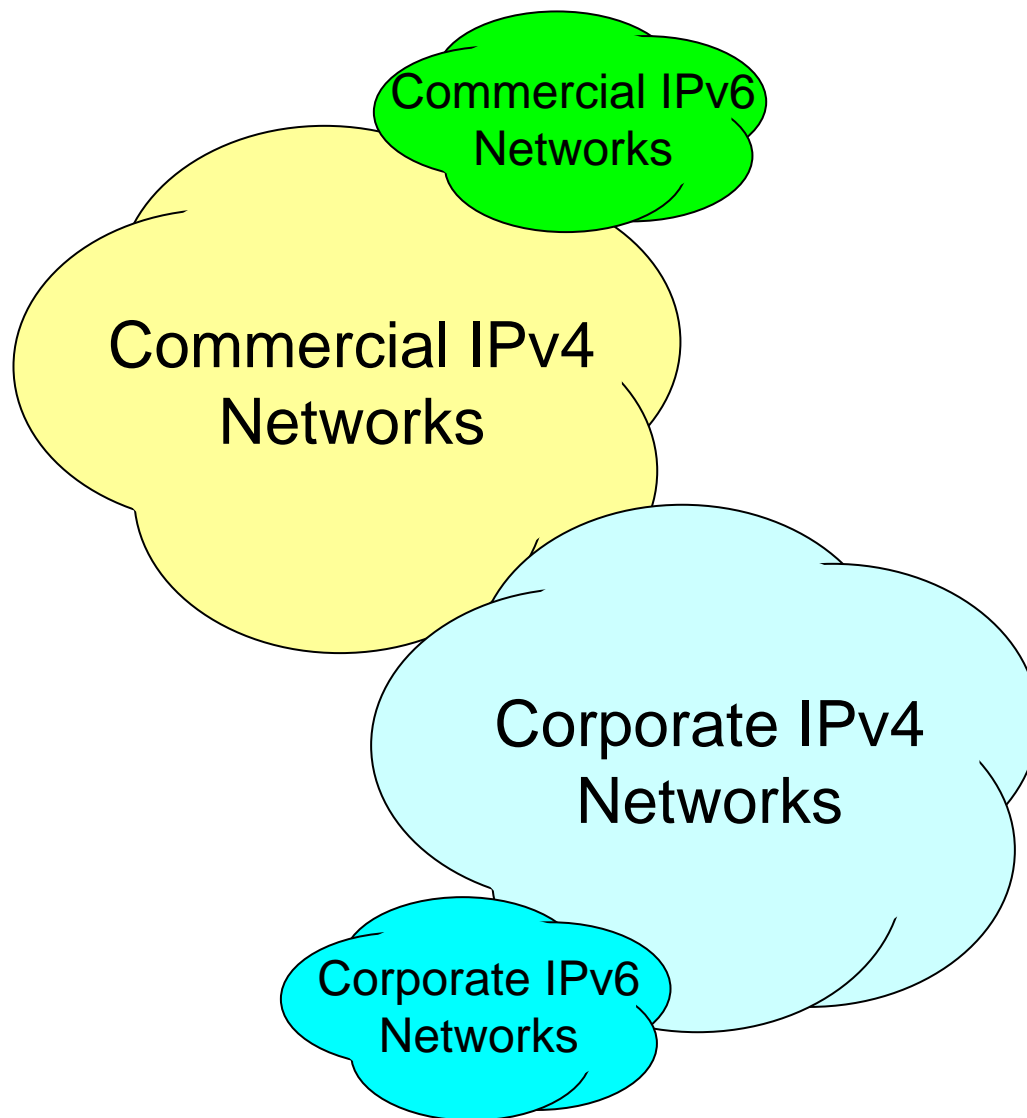 Commercial IPv6
Networks
Commercial IPv4
Networks
Corporate IPv4
Networks
Corporate IPv6
Networks